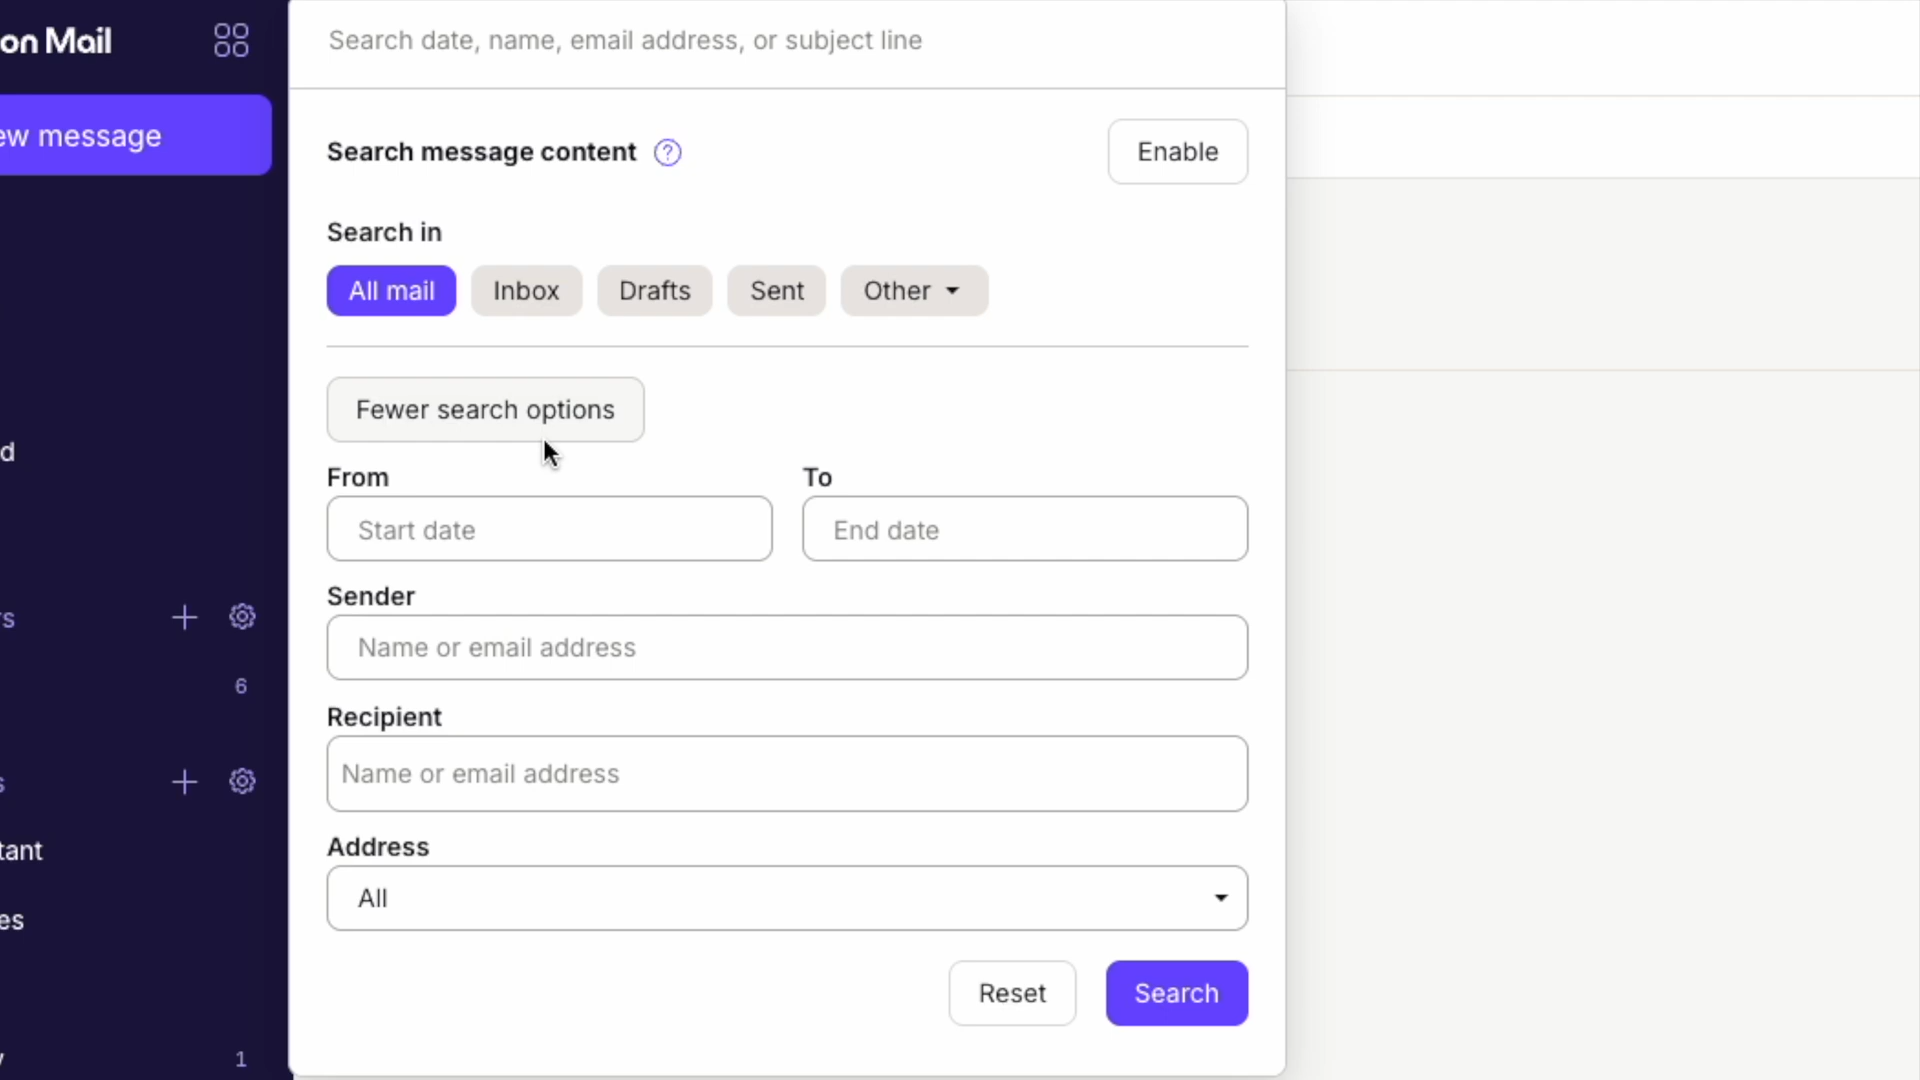 on Mail
Search date, name, email address, or subject line
ew message
Search message content ?
Enable
Search in
All mail
Inbox
Drafts
Sent
Other
Fewer search options
d
From
To
Start date
End date
Sender
Name or email address
rs
6
Recipient
Name or email address
s
Address
tant
All
es
Reset
Search
y
1